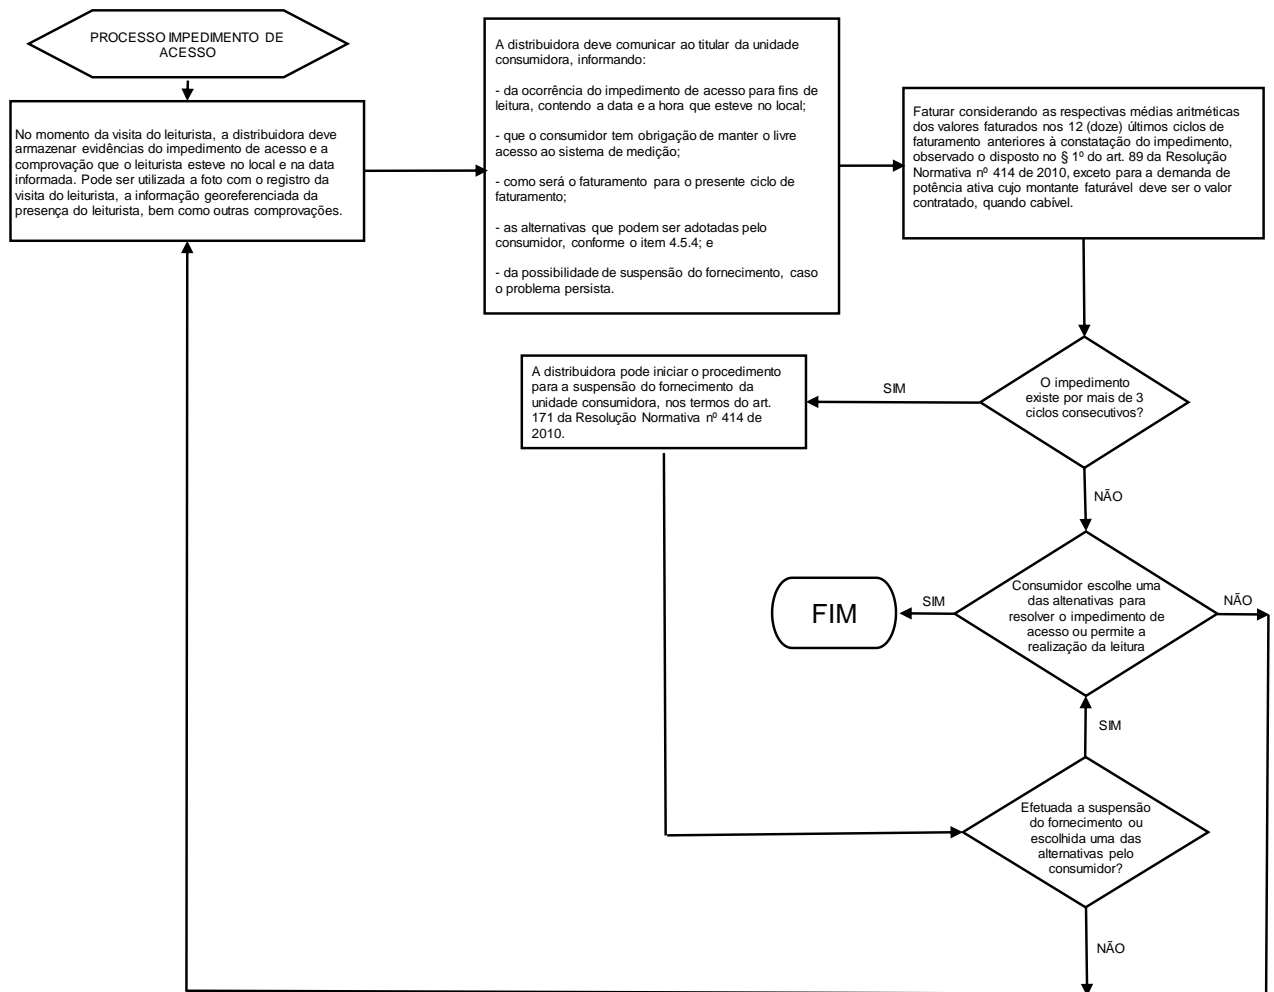 PROCESSO IMPEDIMENTO DE
ACESSO
No momento da visita do leiturista, a distribuidora deve
armazenar evidências do impedimento de acesso e a
comprovação que o leiturista esteve no local e na data
informada. Pode ser utilizada a foto com o registro da
visita do leiturista, a informação georeferenciada da
presença do leiturista, bem como outras comprovações.
A distribuidora deve comunicar ao titular da unidade
consumidora, informando:
- da ocorrência do impedimento de acesso para fins de
leitura, contendo a data e a hora que esteve no local;
- que o consumidor tem obrigação de manter o livre
acesso ao sistema de medição;
- como será o faturamento para o presente ciclo de
faturamento;
- as alternativas que podem ser adotadas pelo
consumidor, conforme o item 4.5.4; e
- da possibilidade de suspensão do fornecimento, caso
o problema persista.
Faturar considerando as respectivas médias aritméticas
dos valores faturados nos 12 (doze) últimos ciclos de
faturamento anteriores à constatação do impedimento,
observado o disposto no § 1º do art. 89 da Resolução
Normativa nº 414 de 2010, exceto para a demanda de
potência ativa cujo montante faturável deve ser o valor
contratado, quando cabível.
O impedimento
existe por mais de 3
ciclos consecutivos?
SIM
A distribuidora pode iniciar o procedimento
para a suspensão do fornecimento da
unidade consumidora, nos termos do art.
171 da Resolução Normativa nº 414 de
2010.
NÃO
Consumidor escolhe uma
das altenativas para
resolver o impedimento de
acesso ou permite a
realização da leitura
SIM
FIM
NÃO
SIM
Efetuada a suspensão
do fornecimento ou
escolhida uma das
alternativas pelo
consumidor?
NÃO